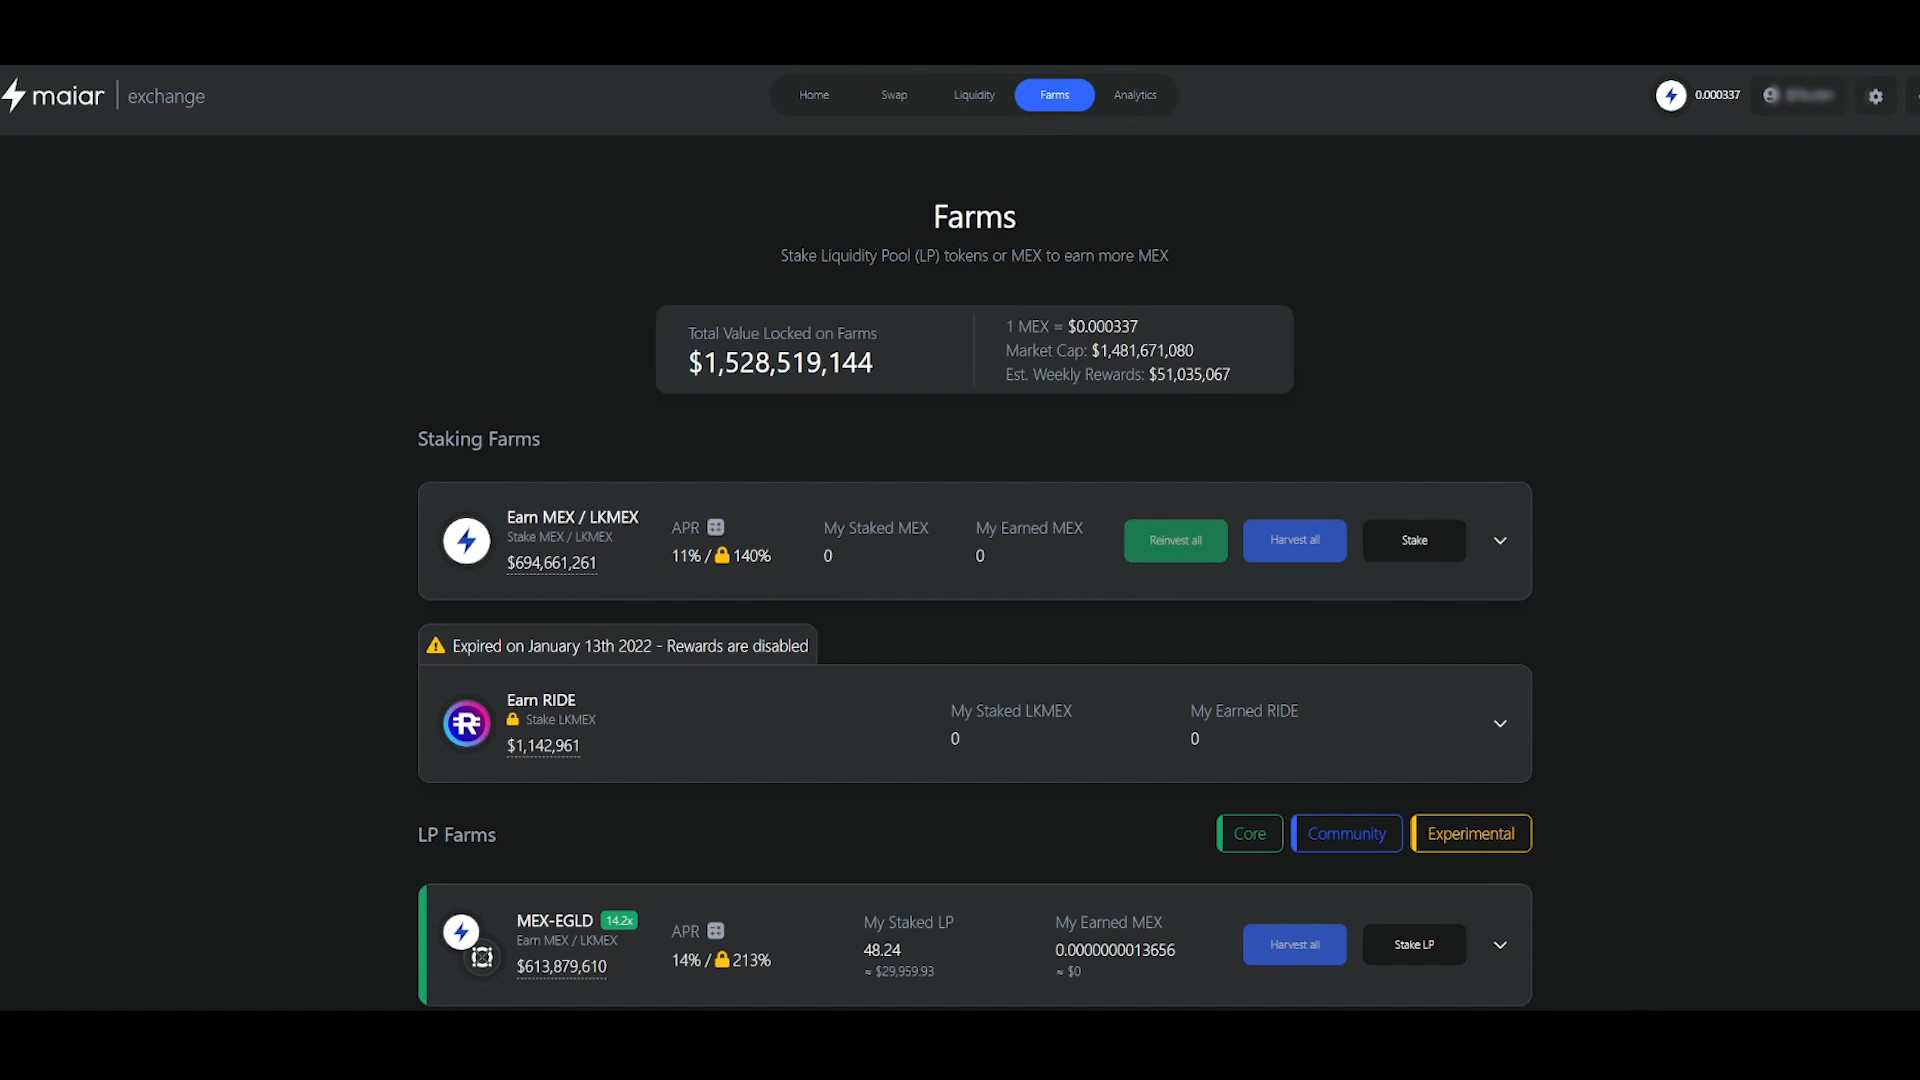 maiar | exchange
Home Swap Liquidity Farms Analytics
0.000337
Farms
Stake Liquidity Pool (LP) tokens or MEX to earn more MEX
Total Value Locked on Farms
$1,528,519,144
1 MEX = $0.000337
Market Cap: $1,481,671,080
Est. Weekly Rewards: $51,035,067
Staking Farms
Earn MEX / LKMEX
Stake MEX / LKMEX
$694,661,261
APR
11% / 140%
My Staked MEX
0
My Earned MEX
0
Reinvest all
Harvest all
Stake
Expired on January 13th 2022 - Rewards are disabled
Earn RIDE
Stake LKMEX
$1,142,961
My Staked LKMEX
0
My Earned RIDE
0
LP Farms
Core Community Experimental
MEX-EGLD 14.2x
Earn MEX / LKMEX
$613,879,610
APR
14% / 213%
My Staked LP
48.24
≈ $29,959.93
My Earned MEX
0.0000000013656
≈ $0
Harvest all
Stake LP